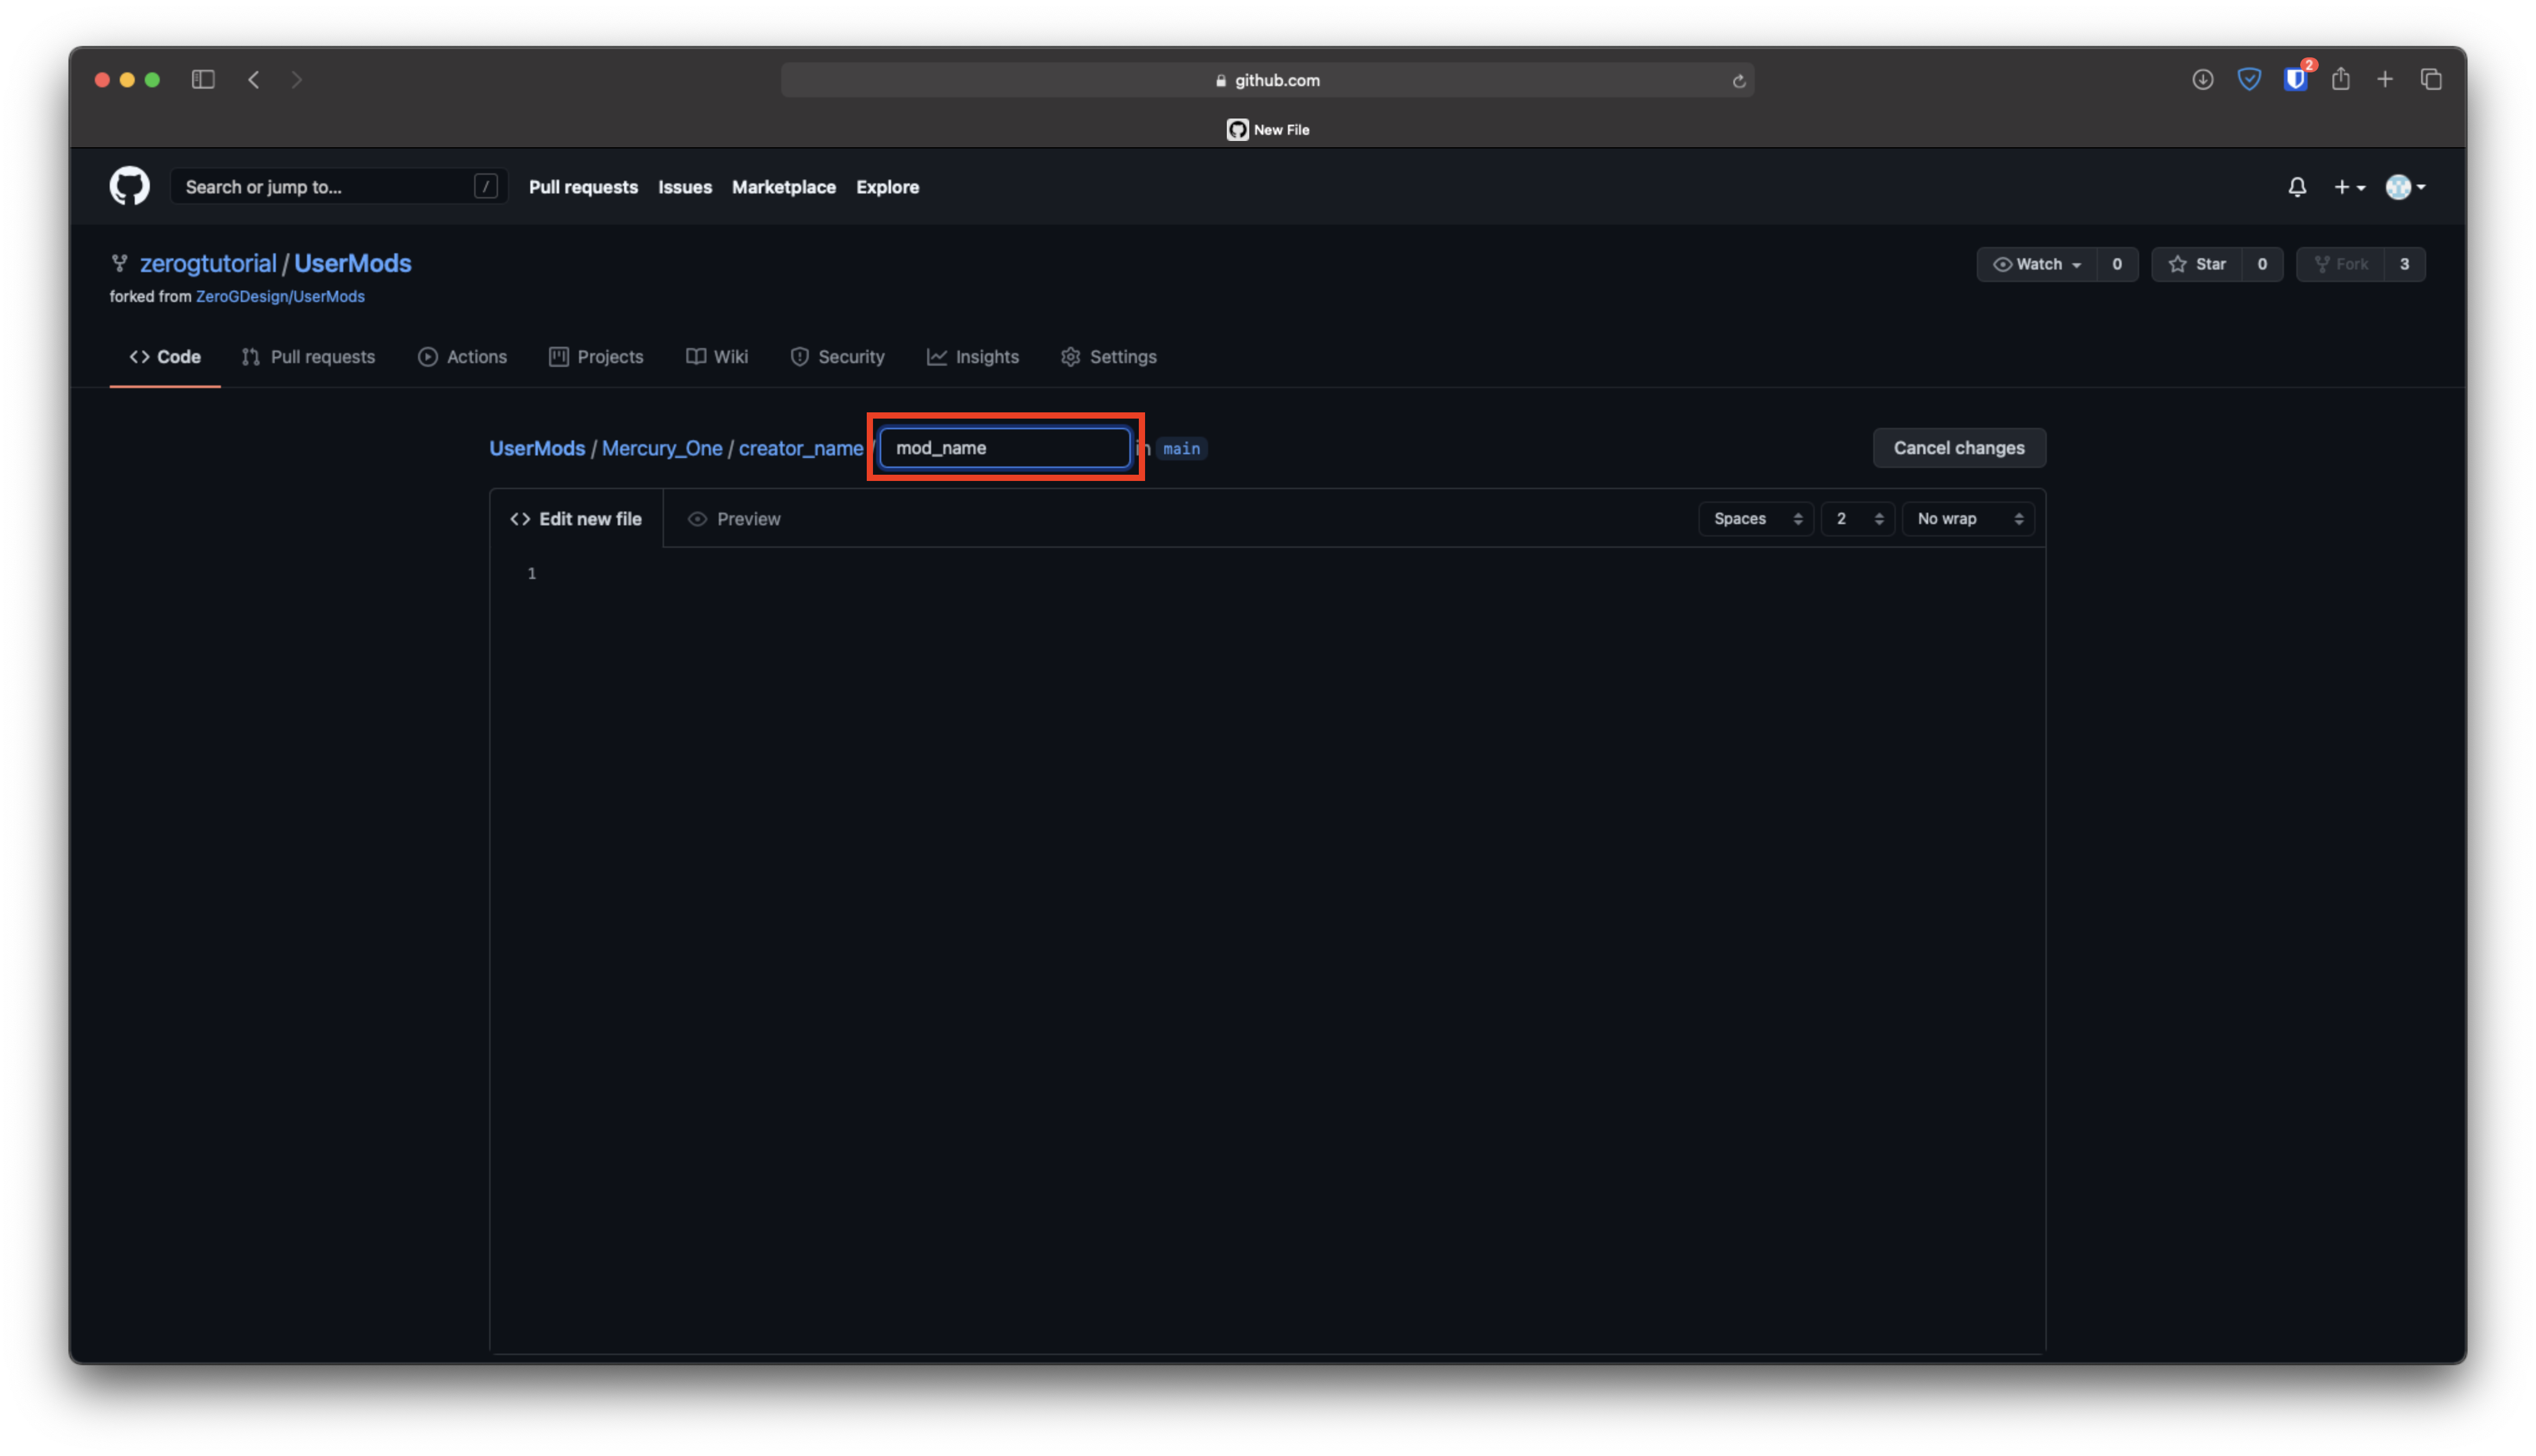 github.com
2
New File
Search or jump to... /
Pull requests Issues Marketplace Explore
zerogtutorial / UserMods
Watch 0 Star 0 Fork 3
forked from ZeroGDesign/UserMods
Code Pull requests Actions Projects Wiki Security Insights Settings
UserMods / Mercury_One / creator_name / mod_name in main
Cancel changes
Edit new file Preview Spaces 2 No wrap
1